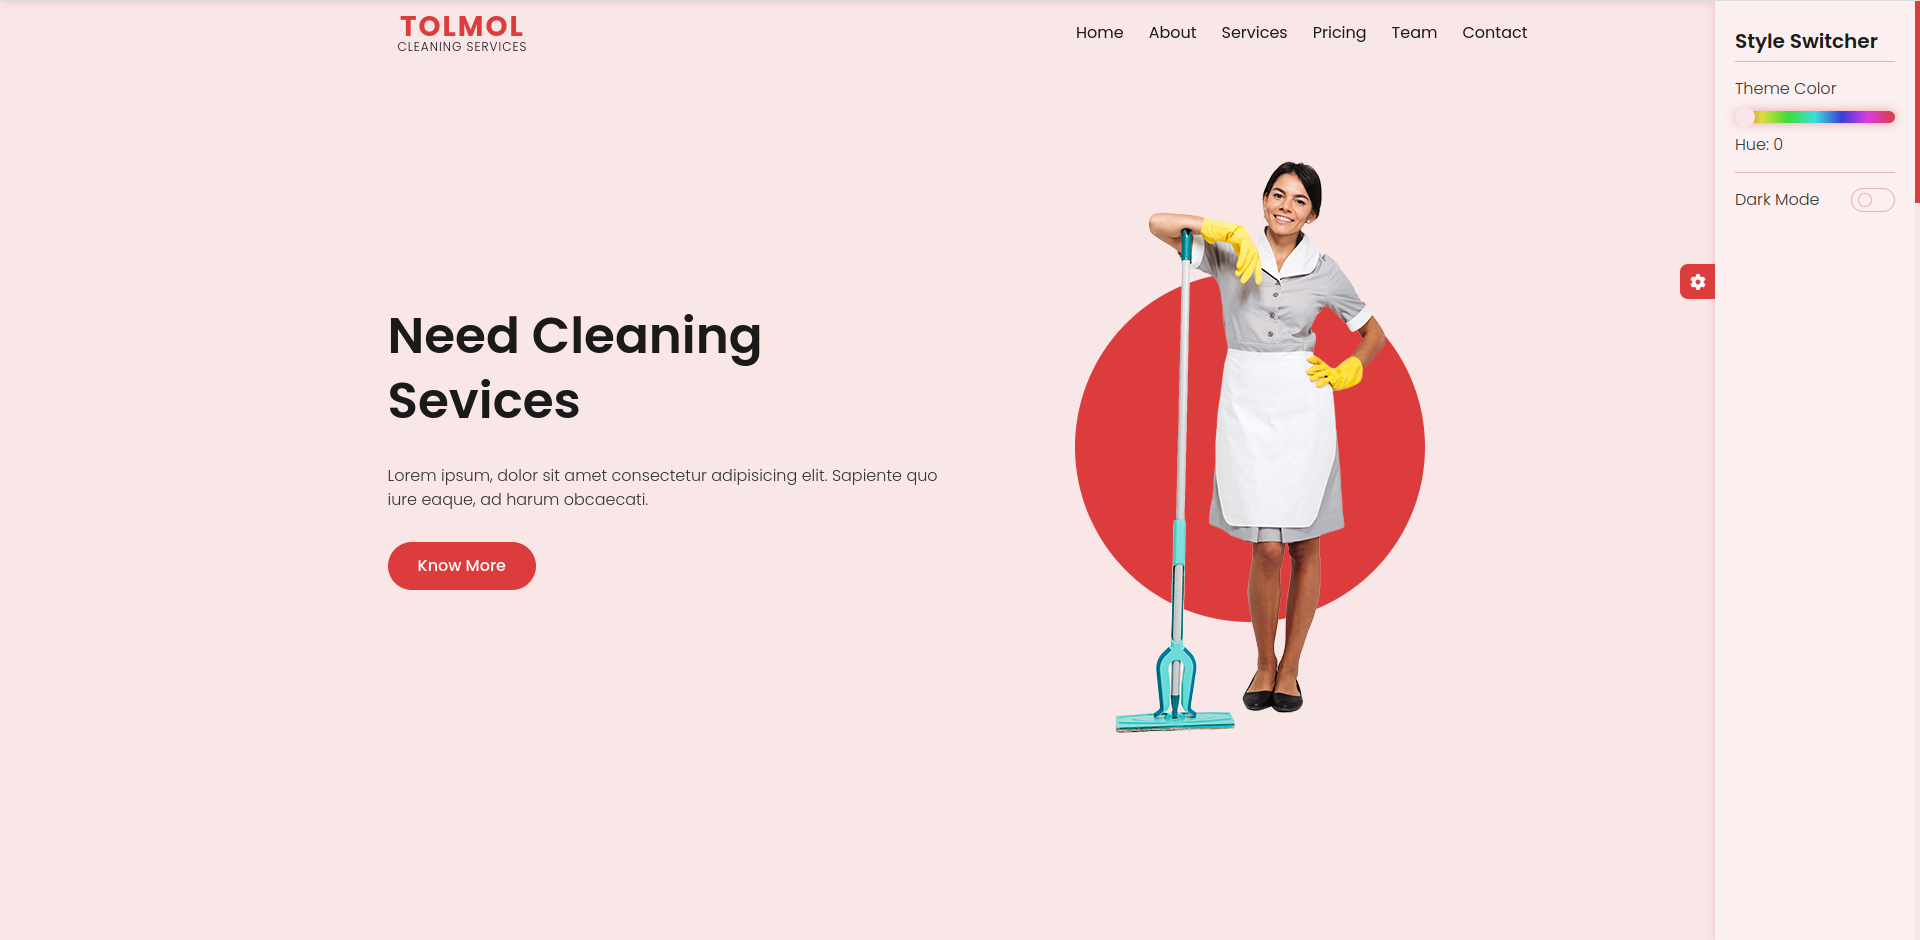 TOLMOL
CLEANING SERVICES
Home About Services Pricing Team Contact
Need Cleaning
Sevices
Lorem ipsum, dolor sit amet consectetur adipisicing elit. Sapiente quo
iure eaque, ad harum obcaecati.
Know More
Style Switcher
Theme Color
Hue: 0
Dark Mode